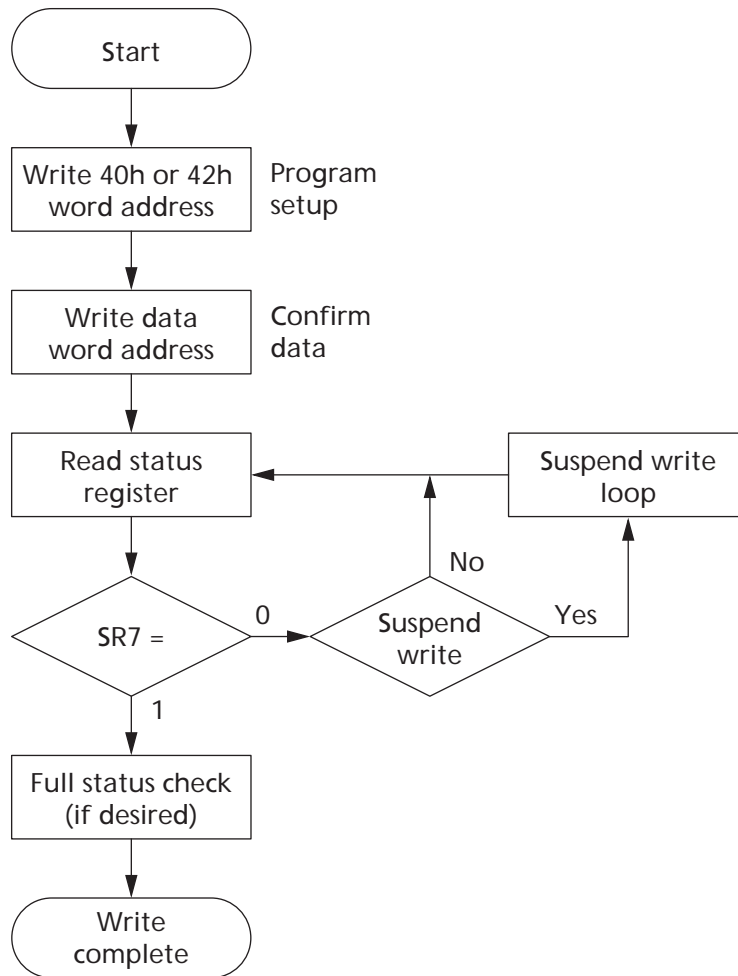 Start
Write 40h or 42h
word address
Program
setup
Write data
word address
Confirm
data
Read status
register
Suspend write
loop
No
SR7 =
0
Suspend
write
Yes
1
Full status check
(if desired)
Write
complete